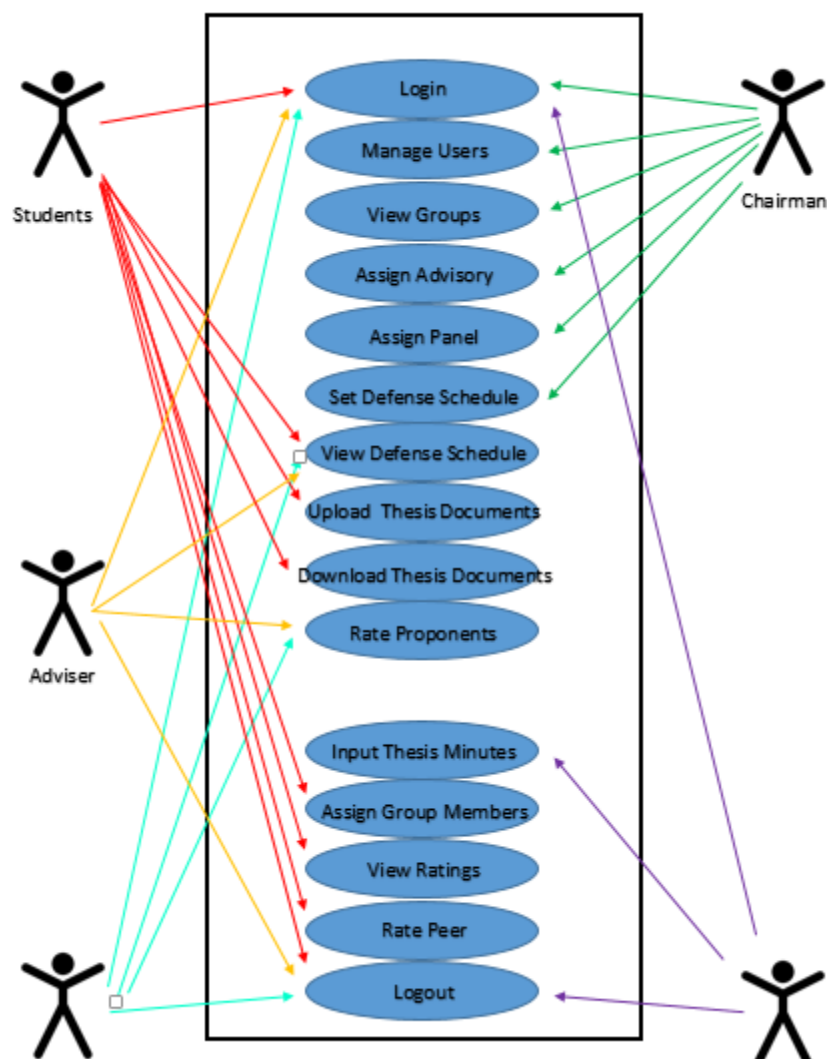 Login
Manage Users
View Groups
Students
Chairman
Assign Advisory
Assign Panel
Set Defense Schedule
View Defense Schedule
Upload Thesis Documents
Download Thesis Documents
Rate Proponents
Adviser
Input Thesis Minutes
Assign Group Members
View Ratings
Rate Peer
Logout